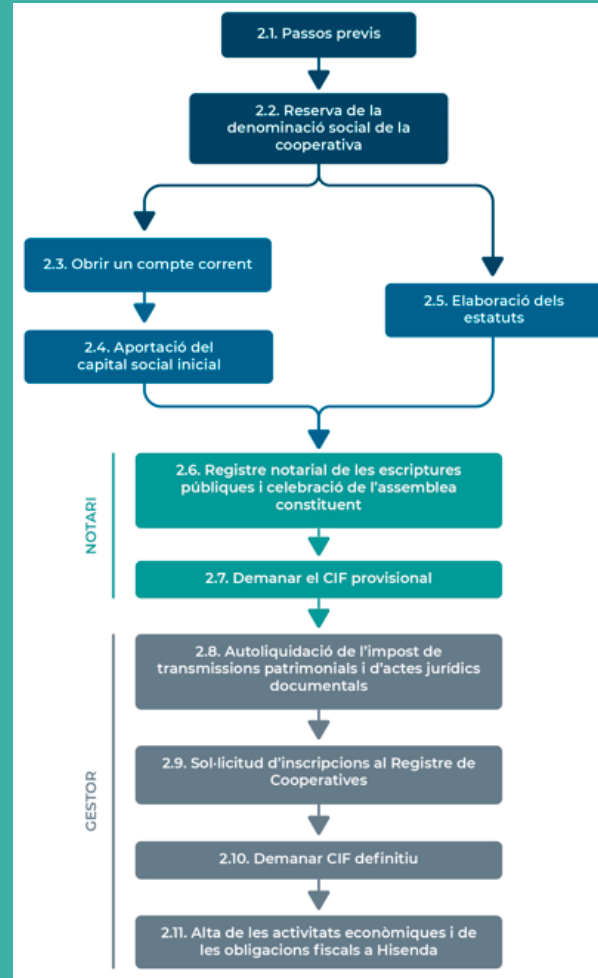 2.1. Passos previs
2.2. Reserva de la
denominació social de la
cooperativa
2.3. Obrir un compte corrent
2.4. Aportació del
capital social inicial
2.5. Elaboració dels
estatuts
NOTARI
2.6. Registre notarial de les escriptures
públiques i celebració de l'assemblea
constituent
2.7. Demanar el CIF provisional
GESTOR
2.8. Autoliquidació de l'impost de
transmissions patrimonials i d'actes jurídics
documentals
2.9. Sol·licitud d'inscripcions al Registre de
Cooperatives
2.10. Demanar CIF definitiu
2.11. Alta de les activitats econòmiques i de
les obligacions fiscals a Hisenda